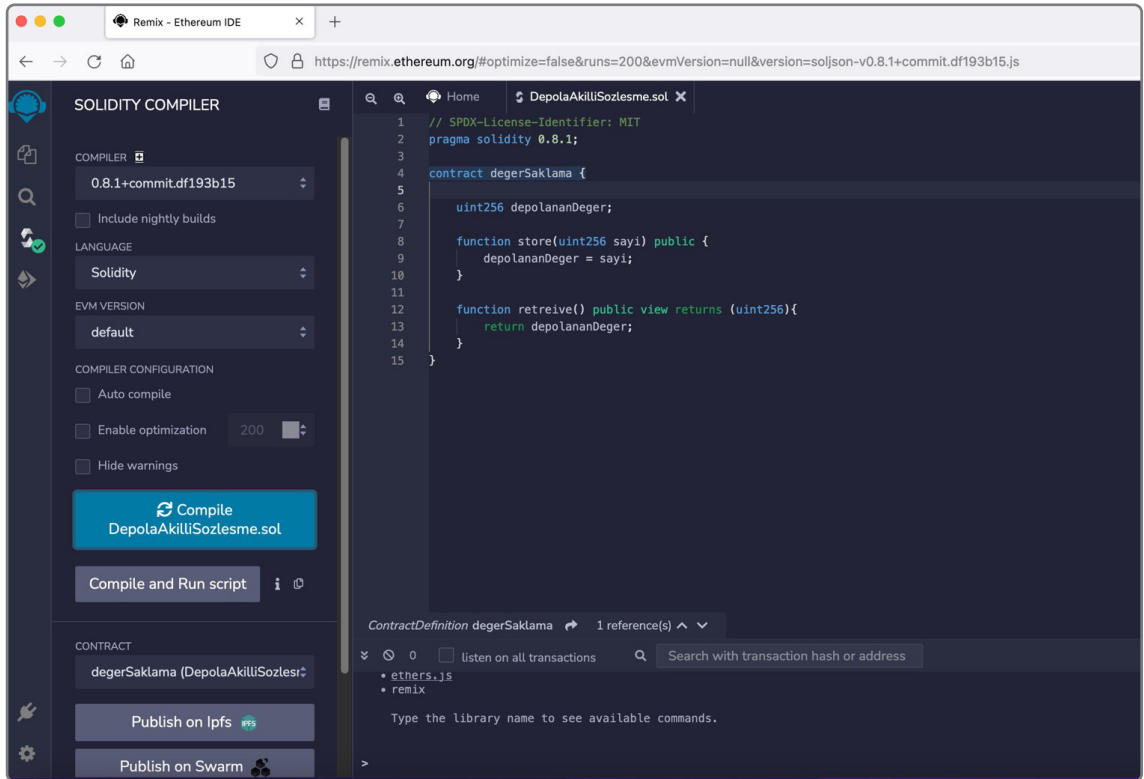 Remix - Ethereum IDE
https://remix.ethereum.org/#optimize=false&runs=200&evmVersion=null&version=soljson-v0.8.1+commit.df193b15.js
SOLIDITY COMPILER
COMPILER
0.8.1+commit.df193b15
Include nightly builds
LANGUAGE
Solidity
EVM VERSION
default
COMPILER CONFIGURATION
Auto compile
Enable optimization 200
Hide warnings
Compile
DepolaAkilliSozlesme.sol
Compile and Run script
CONTRACT
degerSaklama (DepolaAkilliSozlesr
Publish on Ipfs IPFS
Publish on Swarm
Home DepolaAkilliSozlesme.sol
1 // SPDX-License-Identifier: MIT
2 pragma solidity 0.8.1;
3
4 contract degerSaklama {
5
6 uint256 depolananDeger;
7
8 function store(uint256 sayi) public {
9 depolananDeger = sayi;
10 }
11
12 function retreive() public view returns (uint256){
13 return depolananDeger;
14 }
15 }
ContractDefinition degerSaklama 1 reference(s)
0 listen on all transactions Search with transaction hash or address
• ethers.js
• remix
Type the library name to see available commands.
>